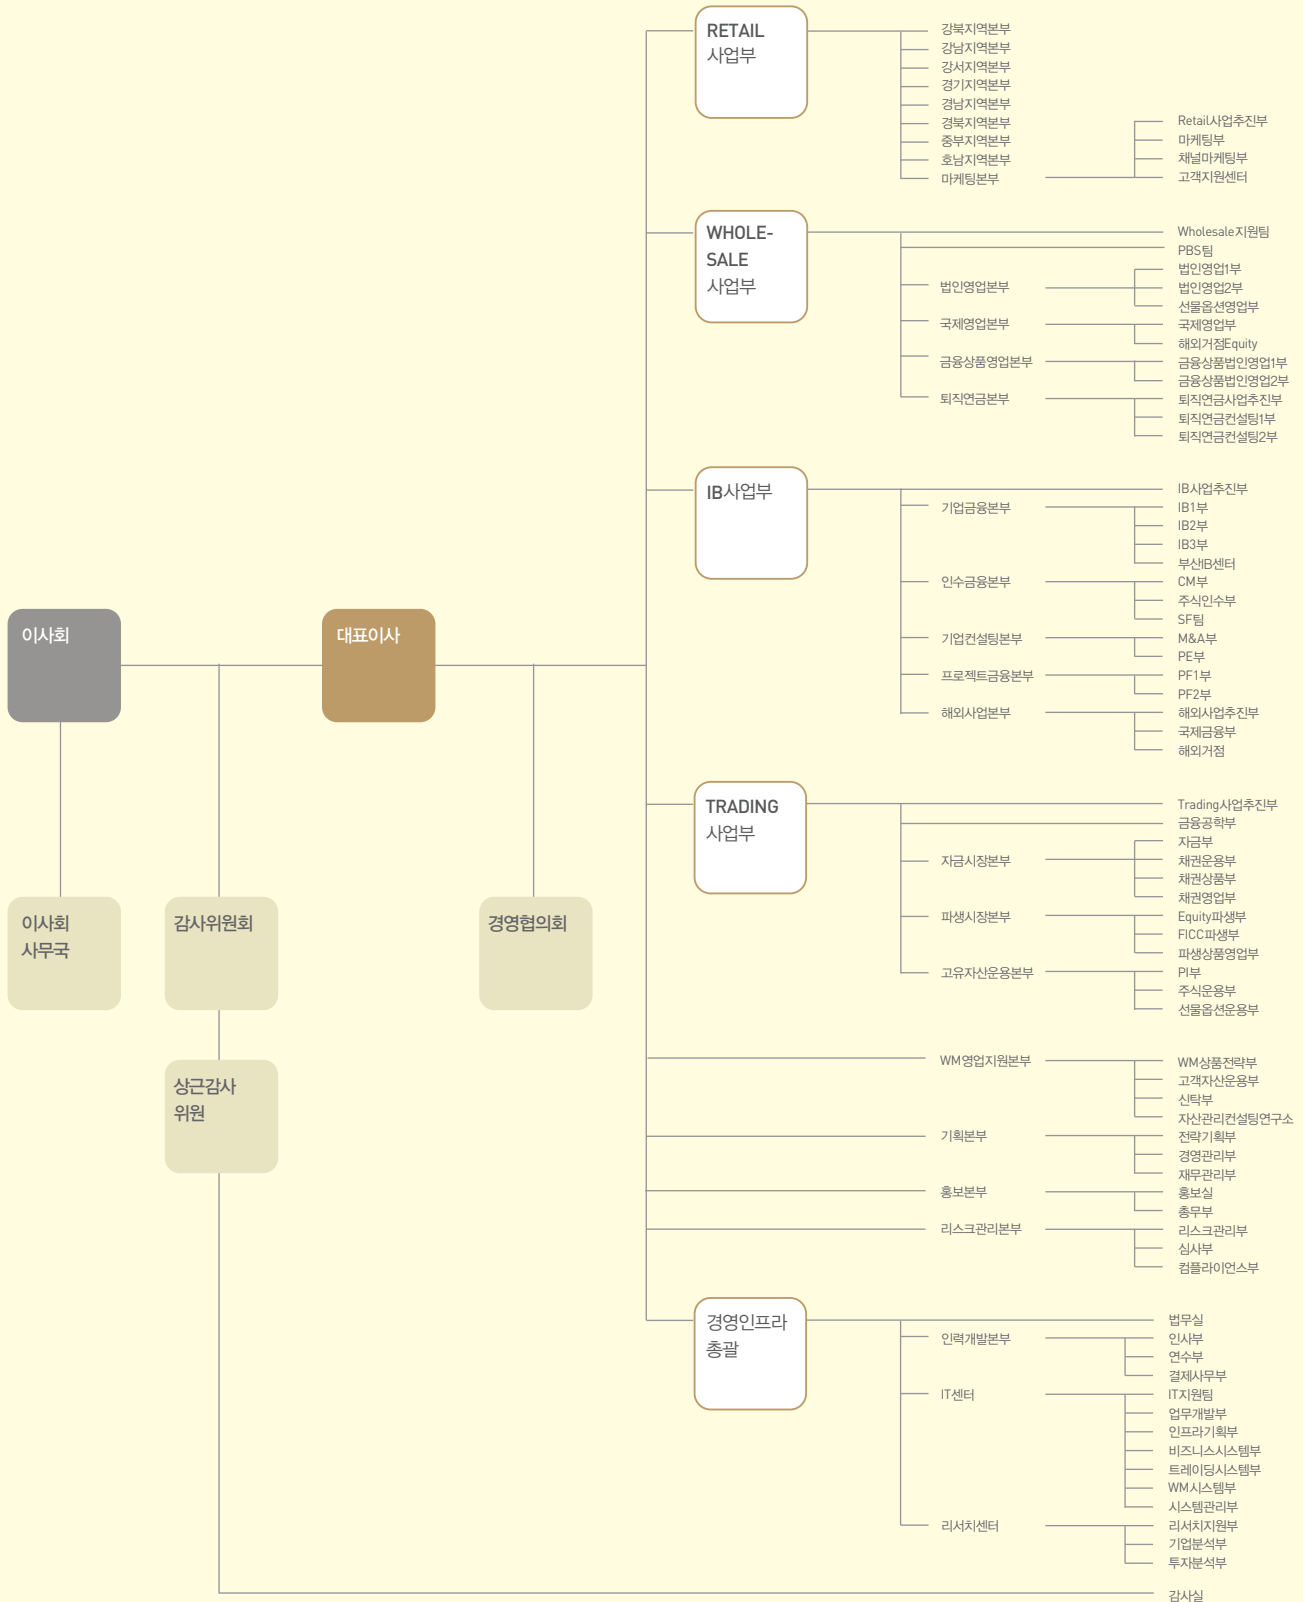 RETAIL
사업부
강북지역본부
강남지역본부
강서지역본부
경기지역본부
경남지역본부
경북지역본부
중부지역본부
호남지역본부
마케팅본부
Retail사업추진부
마케팅부
채널마케팅부
고객지원센터
WHOLE-
SALE
사업부
Wholesale지원팀
PBS팀
법인영업본부
법인영업1부
법인영업2부
선물옵션영업부
국제영업본부
국제영업부
해외거점Equity
금융상품영업본부
금융상품법인영업1부
금융상품법인영업2부
퇴직연금본부
퇴직연금사업추진부
퇴직연금컨설팅1부
퇴직연금컨설팅2부
IB사업부
IB사업추진부
기업금융본부
IB1부
IB2부
IB3부
부산IB센터
인수금융본부
CM부
주식인수부
SF팀
기업컨설팅본부
M&A부
PE부
프로젝트금융본부
PF1부
PF2부
해외사업본부
해외사업추진부
국제금융부
해외거점
이사회
대표이사
이사회
사무국
감사위원회
경영협의회
상근감사
위원
TRADING
사업부
Trading사업추진부
금융공학부
자금시장본부
자금부
채권운용부
채권상품부
채권영업부
파생시장본부
Equity파생부
FICC파생부
파생상품영업부
고유자산운용본부
PI부
주식운용부
선물옵션운용부
WM영업지원본부
WM상품전략부
고객자산운용부
신탁부
자산관리컨설팅연구소
기획본부
전략기획부
경영관리부
재무관리부
홍보본부
홍보실
총무부
리스크관리본부
리스크관리부
심사부
컴플라이언스부
경영인프라
총괄
법무실
인력개발본부
인사부
연수부
결제사무부
IT센터
IT지원팀
업무개발부
인프라기획부
비즈니스시스템부
트레이딩시스템부
WM시스템부
시스템관리부
리서치센터
리서치지원부
기업분석부
투자분석부
감사실